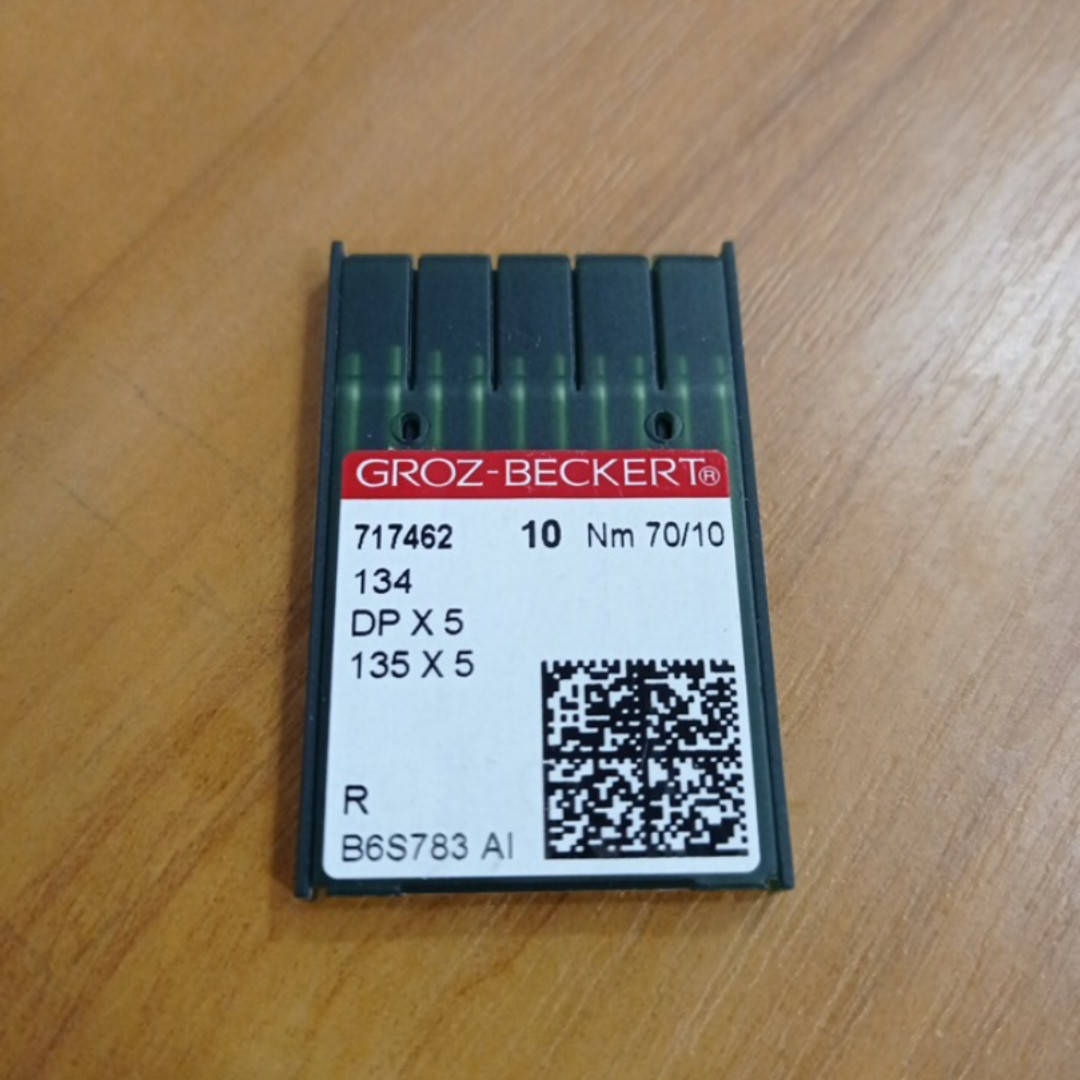 GROZ-BECKERT®
717462 10 Nm 70/10
134
DP X 5
135 X 5
R
B6S783 AI